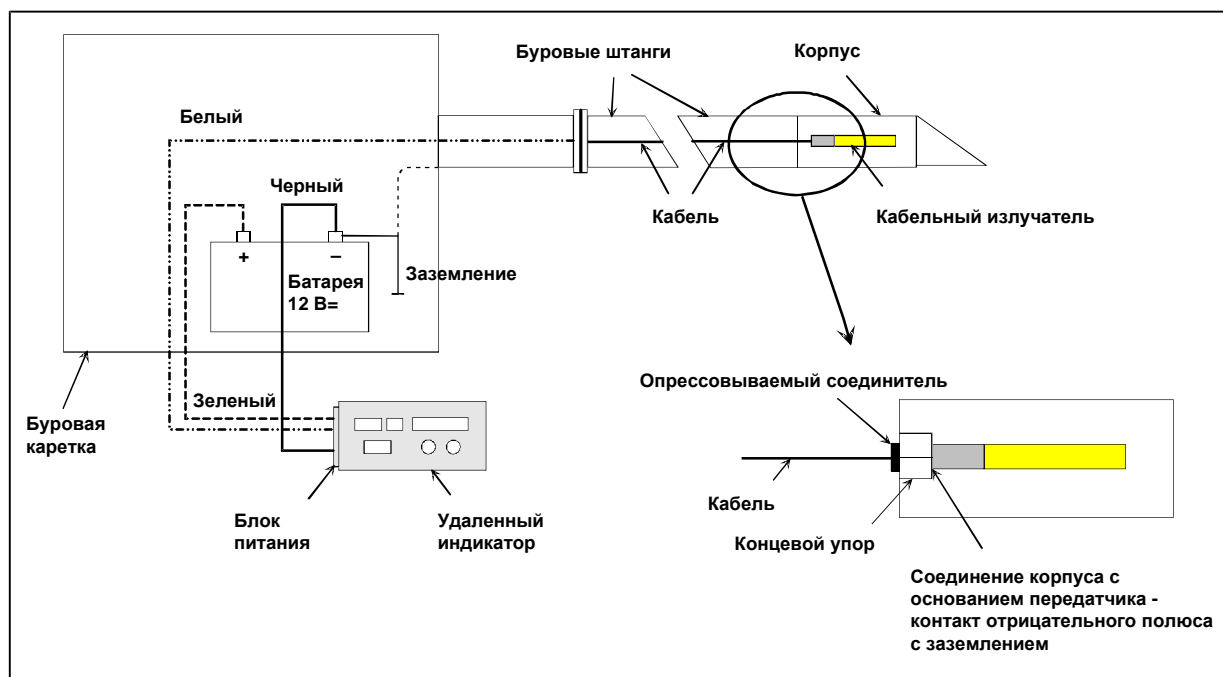 Буровые штанги
Корпус
Белый
Черный
Кабель
Кабельный излучатель
+
–
Заземление
Батарея
12 В=
Опрессовываемый соединитель
Зеленый
Буровая
каретка
Кабель
Блок
питания
Удаленный
индикатор
Концевой упор
Соединение корпуса с
основанием передатчика -
контакт отрицательного полюса
с заземлением